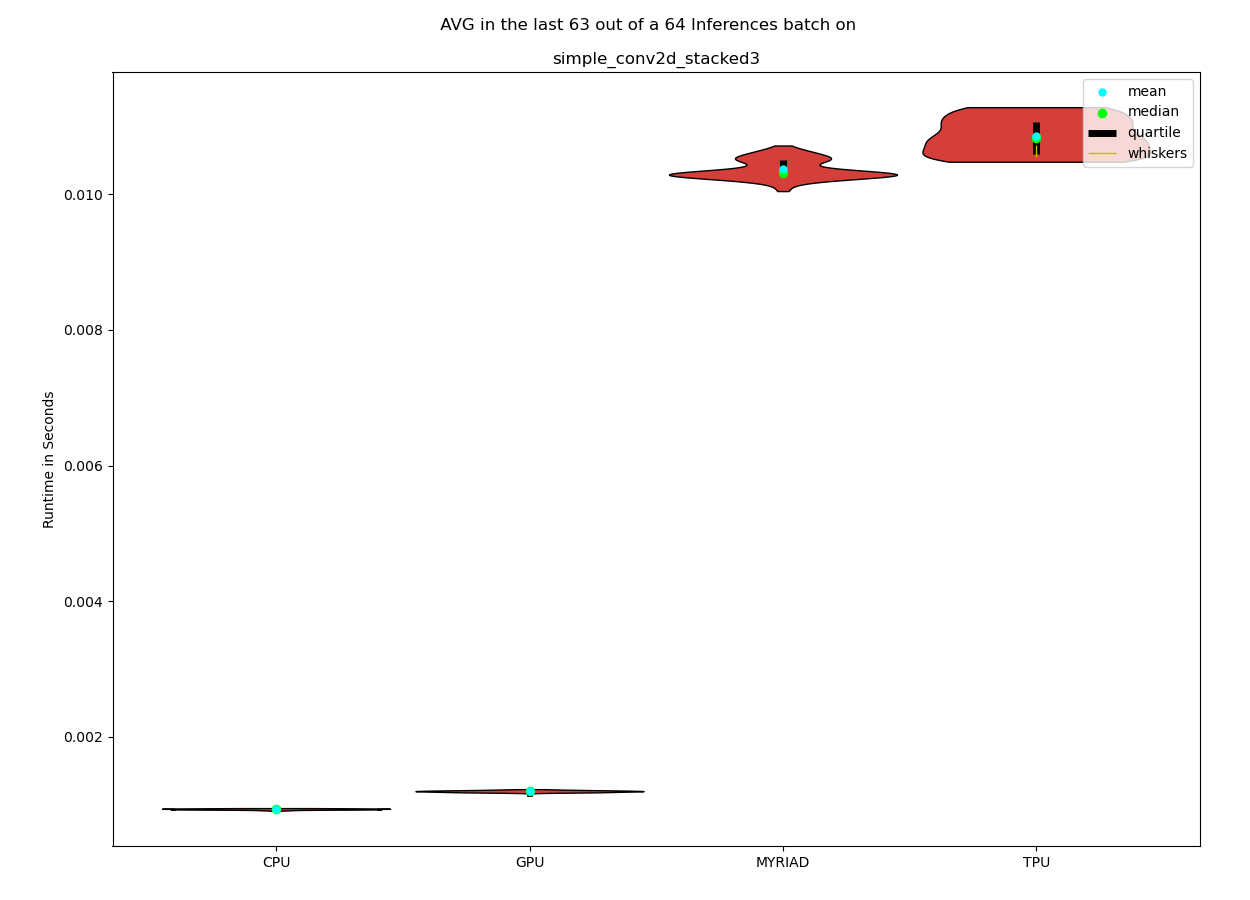 AVG in the last 63 out of a 64 Inferences batch on
simple_conv2d_stacked3
mean
median
quartile
whiskers
0.010
0.008
0.006
0.004
0.002
Runtime in Seconds
CPU GPU MYRIAD TPU